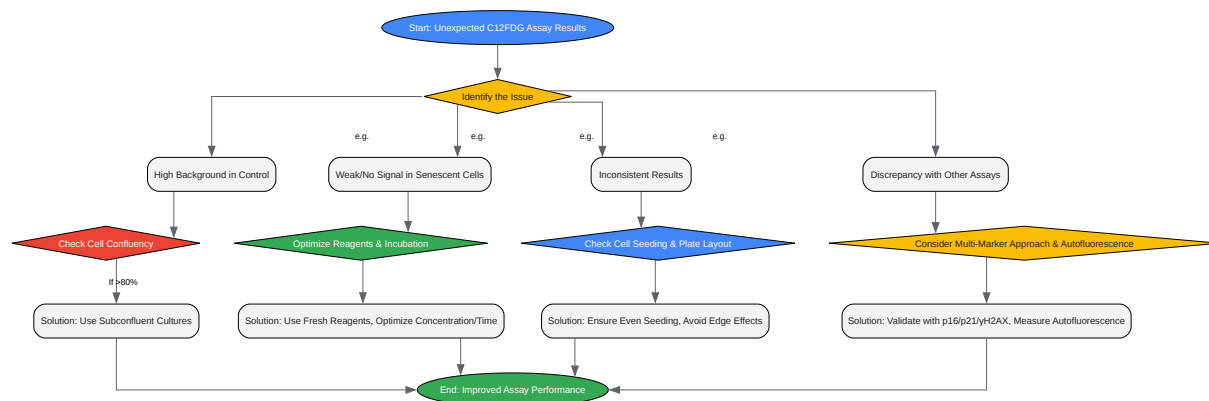 Start: Unexpected C12FDG Assay Results
Identify the Issue
e.g.
e.g.
e.g.
e.g.
High Background in Control
Weak/No Signal in Senescent Cells
Inconsistent Results
Discrepancy with Other Assays
Check Cell Confluency
Optimize Reagents & Incubation
Check Cell Seeding & Plate Layout
Consider Multi-Marker Approach & Autofluorescence
If >80%
Solution: Use Subconfluent Cultures
Solution: Use Fresh Reagents, Optimize Concentration/Time
Solution: Ensure Even Seeding, Avoid Edge Effects
Solution: Validate with p16/p21/γH2AX, Measure Autofluorescence
End: Improved Assay Performance